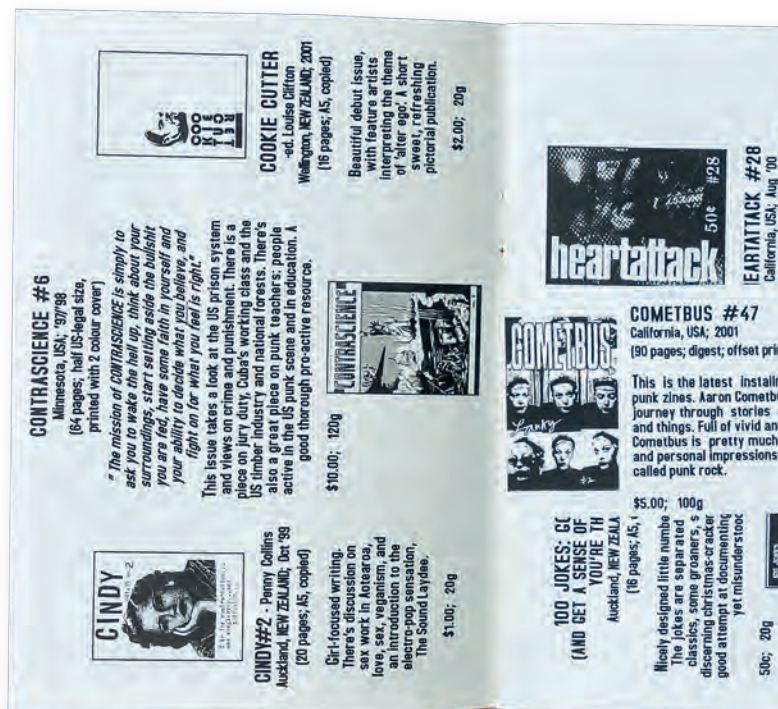 CONTRASCIENCE #6
Minnesota, USA; '97/'98
(64 pages; half US-legal size,
printed with 2 colour cover)
" The mission of CONTRASCIENCE is simply to
ask you to wake the hell up, think about your
surroundings, start setting aside the bullshit
you are fed, have some faith in yourself and
your ability to decide what you believe, and
fight on for what you feel is right."
This issue takes a look at the US prison system
and views on crime and punishment. There is a
piece on jury duty, Cuba's working class and the
US timber industry and national forests. There's
also a great piece on punk teachers; people
active in the US punk scene and in education. A
good thorough pro-active resource.
$10.00; 120g
CONTRASCIENCE
CINDY
CINDY#2 - Penny Collins
Auckland, NEW ZEALAND; Oct '99
(20 pages; A5, copied)
Girl-focused writing.
There's discussion on
sex work in Aotearoa,
love, sex, veganism, and
an introduction to the
electro-pop sensation,
The Sound Laydee.
$1.00; 20g
COOKIE CUTTER
-ed. Louise Clifton
Wellington, NEW ZEALAND; 2001
(16 pages; A5, copied)
Beautiful debut issue,
with feature artists
interpreting the theme
of 'alter ego'. A short
sweet, refreshing
pictorial publication.
$2.00; 20g
heartattack
50¢ #28
EARTATTACK #28
California, USA; Aug '00
COMETBUS
Lanky
#2
COMETBUS #47
California, USA; 2001
(90 pages; digest; offset prin
This is the latest installm
punk zines. Aaron Cometbu
journey through stories
and things. Full of vivid an
Cometbus is pretty much
and personal impressions
called punk rock.
$5.00; 100g
100 JOKES: GE
(AND GET A SENSE OF
YOU'RE TH
Auckland, NEW ZEALA
(16 pages; A5,
Nicely designed little numbe
The jokes are separated
classics, some groaners, s
discerning christmas-cracker
good attempt at documenting
yet misunderstood
50c; 20g